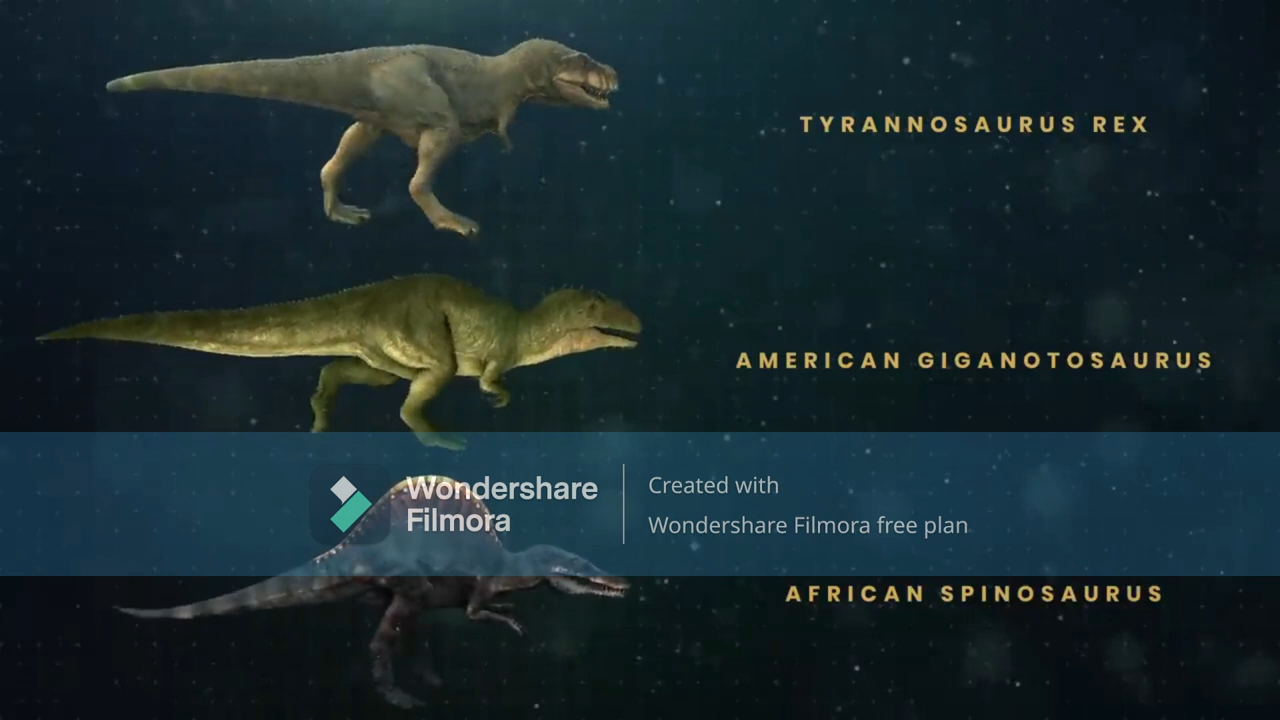 TYRANNOSAURUS REX
AMERICAN GIGANOTOSAURUS
Wondershare
Filmora
Created with
Wondershare Filmora free plan
AFRICAN SPINOSAURUS